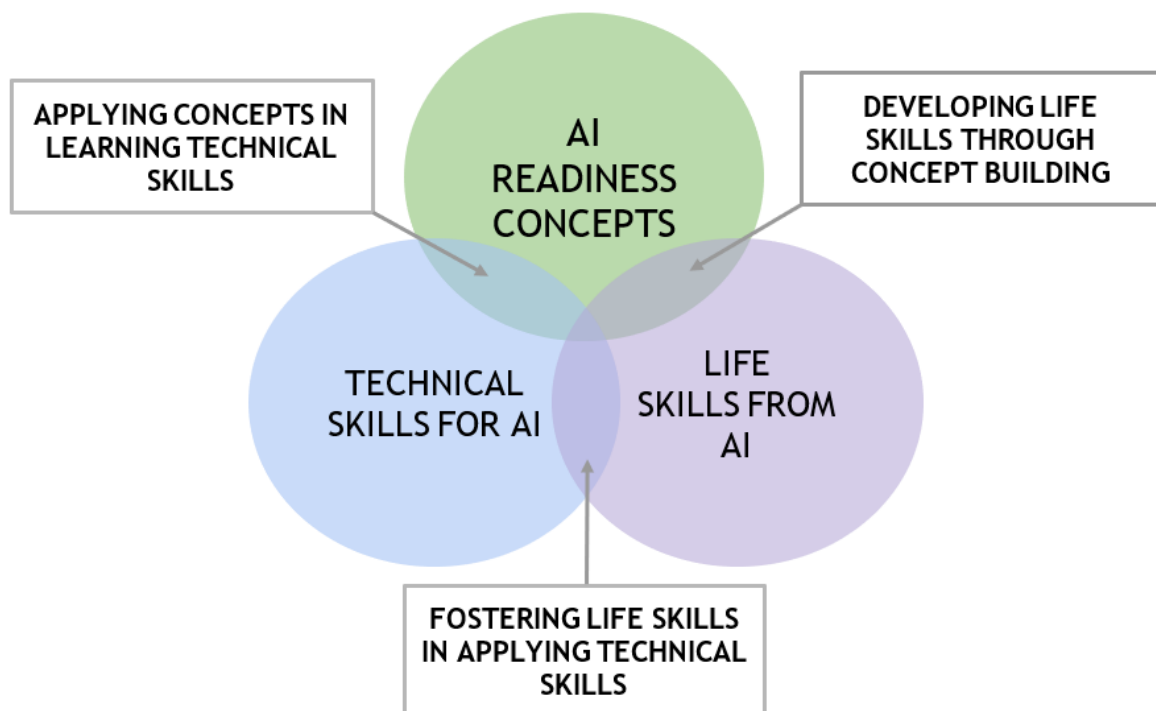 APPLYING CONCEPTS IN
LEARNING TECHNICAL
SKILLS
AI
READINESS
CONCEPTS
DEVELOPING LIFE
SKILLS THROUGH
CONCEPT BUILDING
TECHNICAL
SKILLS FOR AI
LIFE
SKILLS FROM
AI
FOSTERING LIFE SKILLS
IN APPLYING TECHNICAL
SKILLS